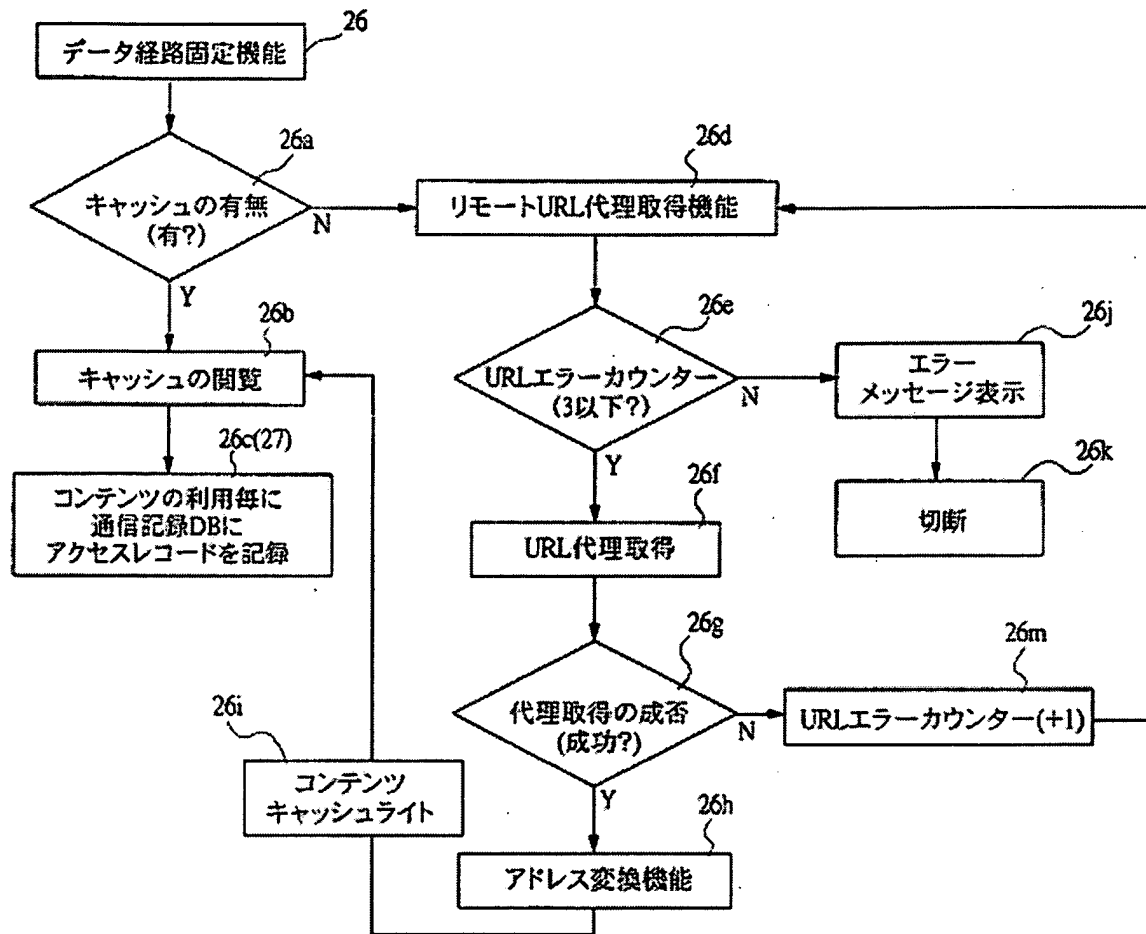 データ経路固定機能
26
キャッシュの有無
(有?)
26a
N
Y
リモートURL代理取得機能
26d
キャッシュの閲覧
26b
URLエラーカウンター
(3以下?)
26e
N
Y
エラー
メッセージ表示
26j
コンテンツの利用毎に
通信記録DBに
アクセスレコードを記録
26c(27)
URL代理取得
26f
切断
26k
代理取得の成否
(成功?)
26g
N
Y
URLエラーカウンター(+1)
26m
コンテンツ
キャッシュライト
26i
アドレス変換機能
26h